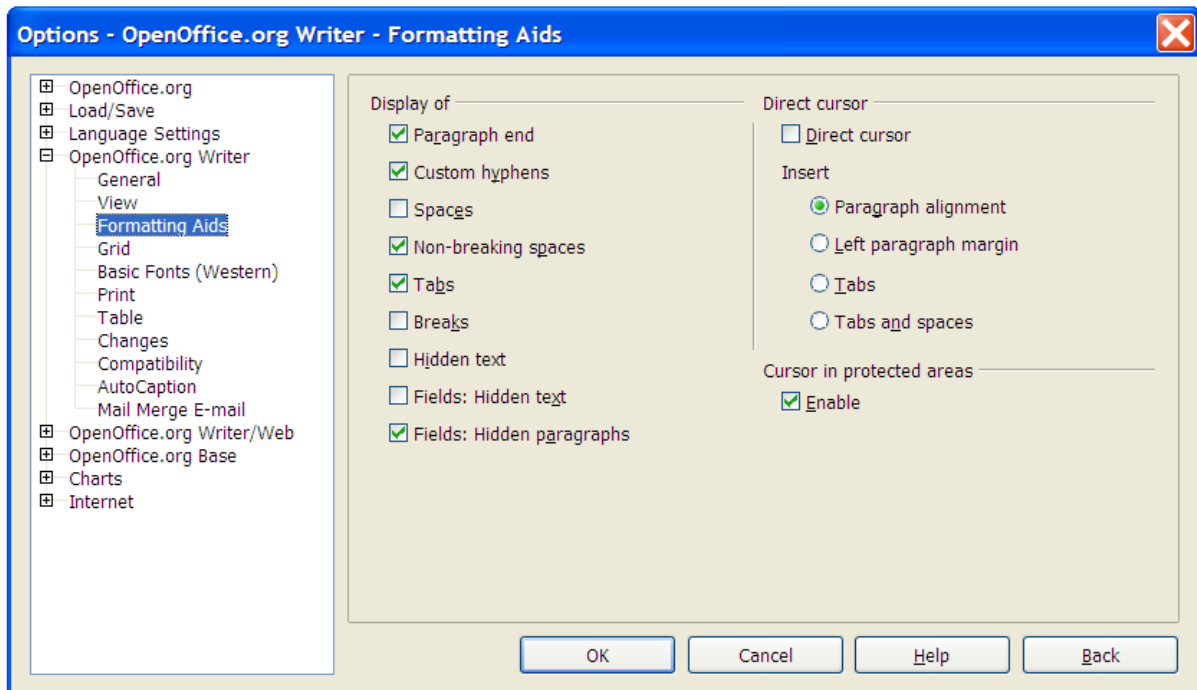 Options - OpenOffice.org Writer - Formatting Aids
OpenOffice.org
Load/Save
Language Settings
OpenOffice.org Writer
General
View
Formatting Aids
Grid
Basic Fonts (Western)
Print
Table
Changes
Compatibility
AutoCaption
Mail Merge E-mail
OpenOffice.org Writer/Web
OpenOffice.org Base
Charts
Internet
Display of
Paragraph end
Custom hyphens
Spaces
Non-breaking spaces
Tabs
Breaks
Hidden text
Fields: Hidden text
Fields: Hidden paragraphs
Direct cursor
Direct cursor
Insert
Paragraph alignment
Left paragraph margin
Tabs
Tabs and spaces
Cursor in protected areas
Enable
OK
Cancel
Help
Back